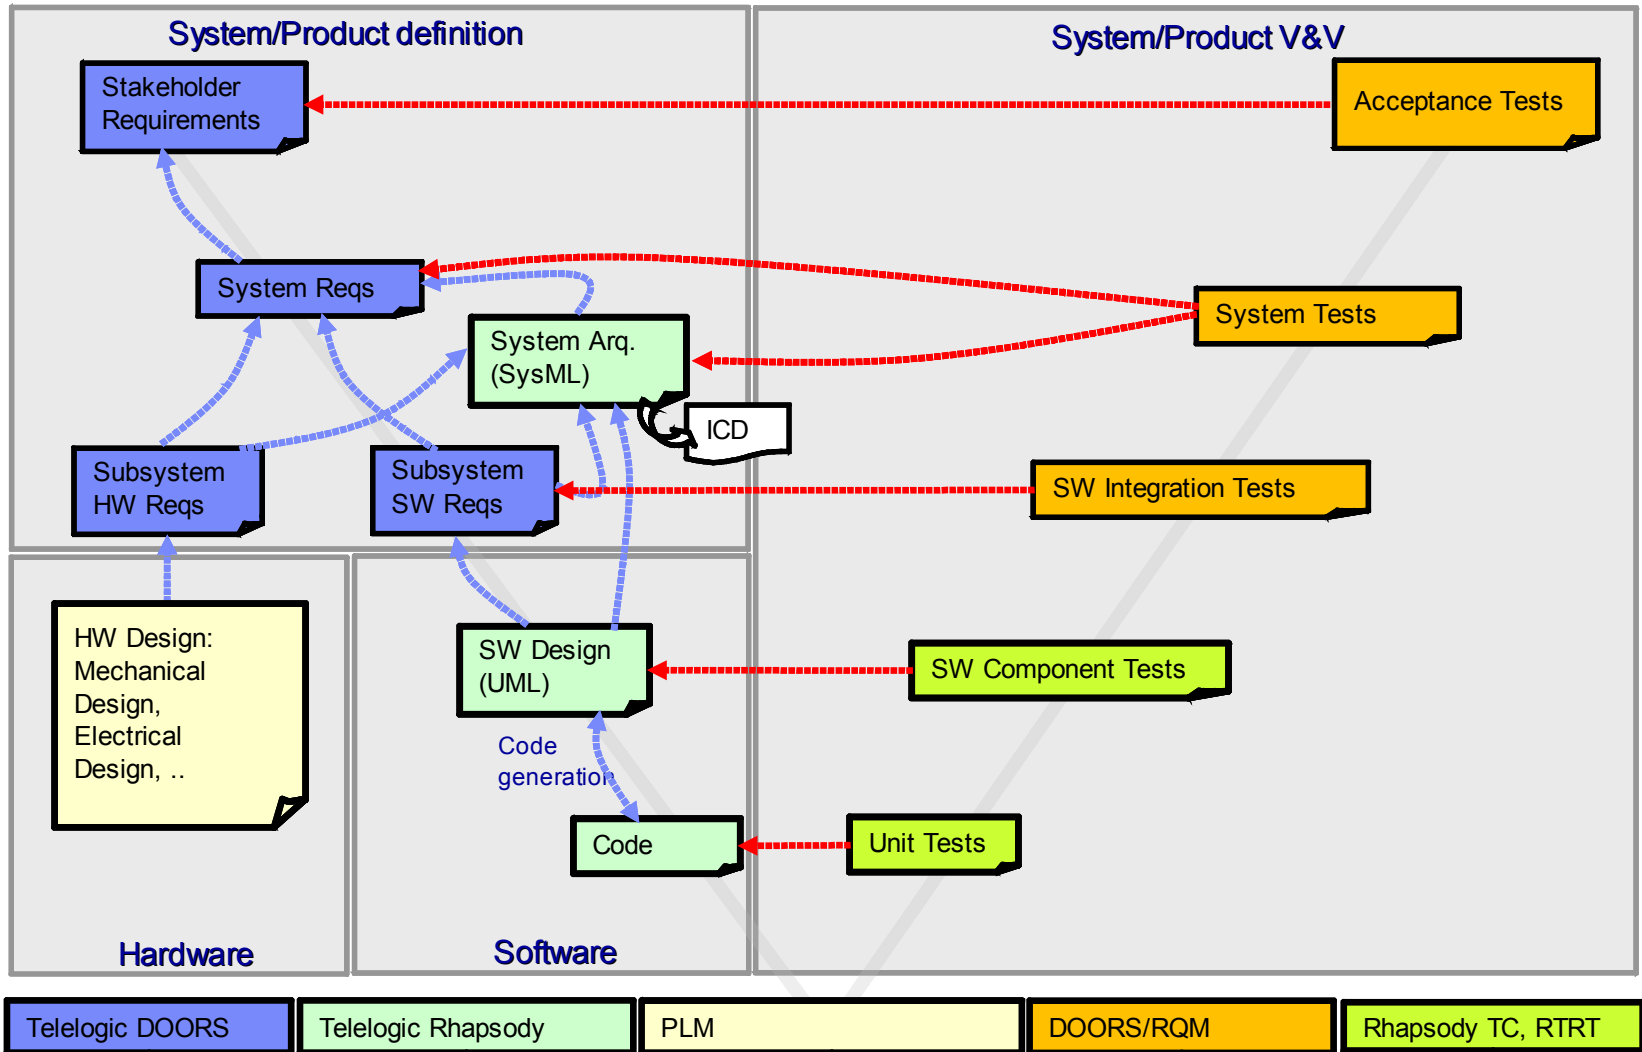 System/Product definition
System/Product V&V
Stakeholder
Requirements
Acceptance Tests
System Reqs
System Tests
System Arq.
(SysML)
ICD
Subsystem
HW Reqs
Subsystem
SW Reqs
SW Integration Tests
HW Design:
Mechanical
Design,
Electrical
Design, ..
SW Design
(UML)
SW Component Tests
Code
generation
Code
Unit Tests
Hardware
Software
Telelogic DOORS
Telelogic Rhapsody
PLM
DOORS/RQM
Rhapsody TC, RTRT